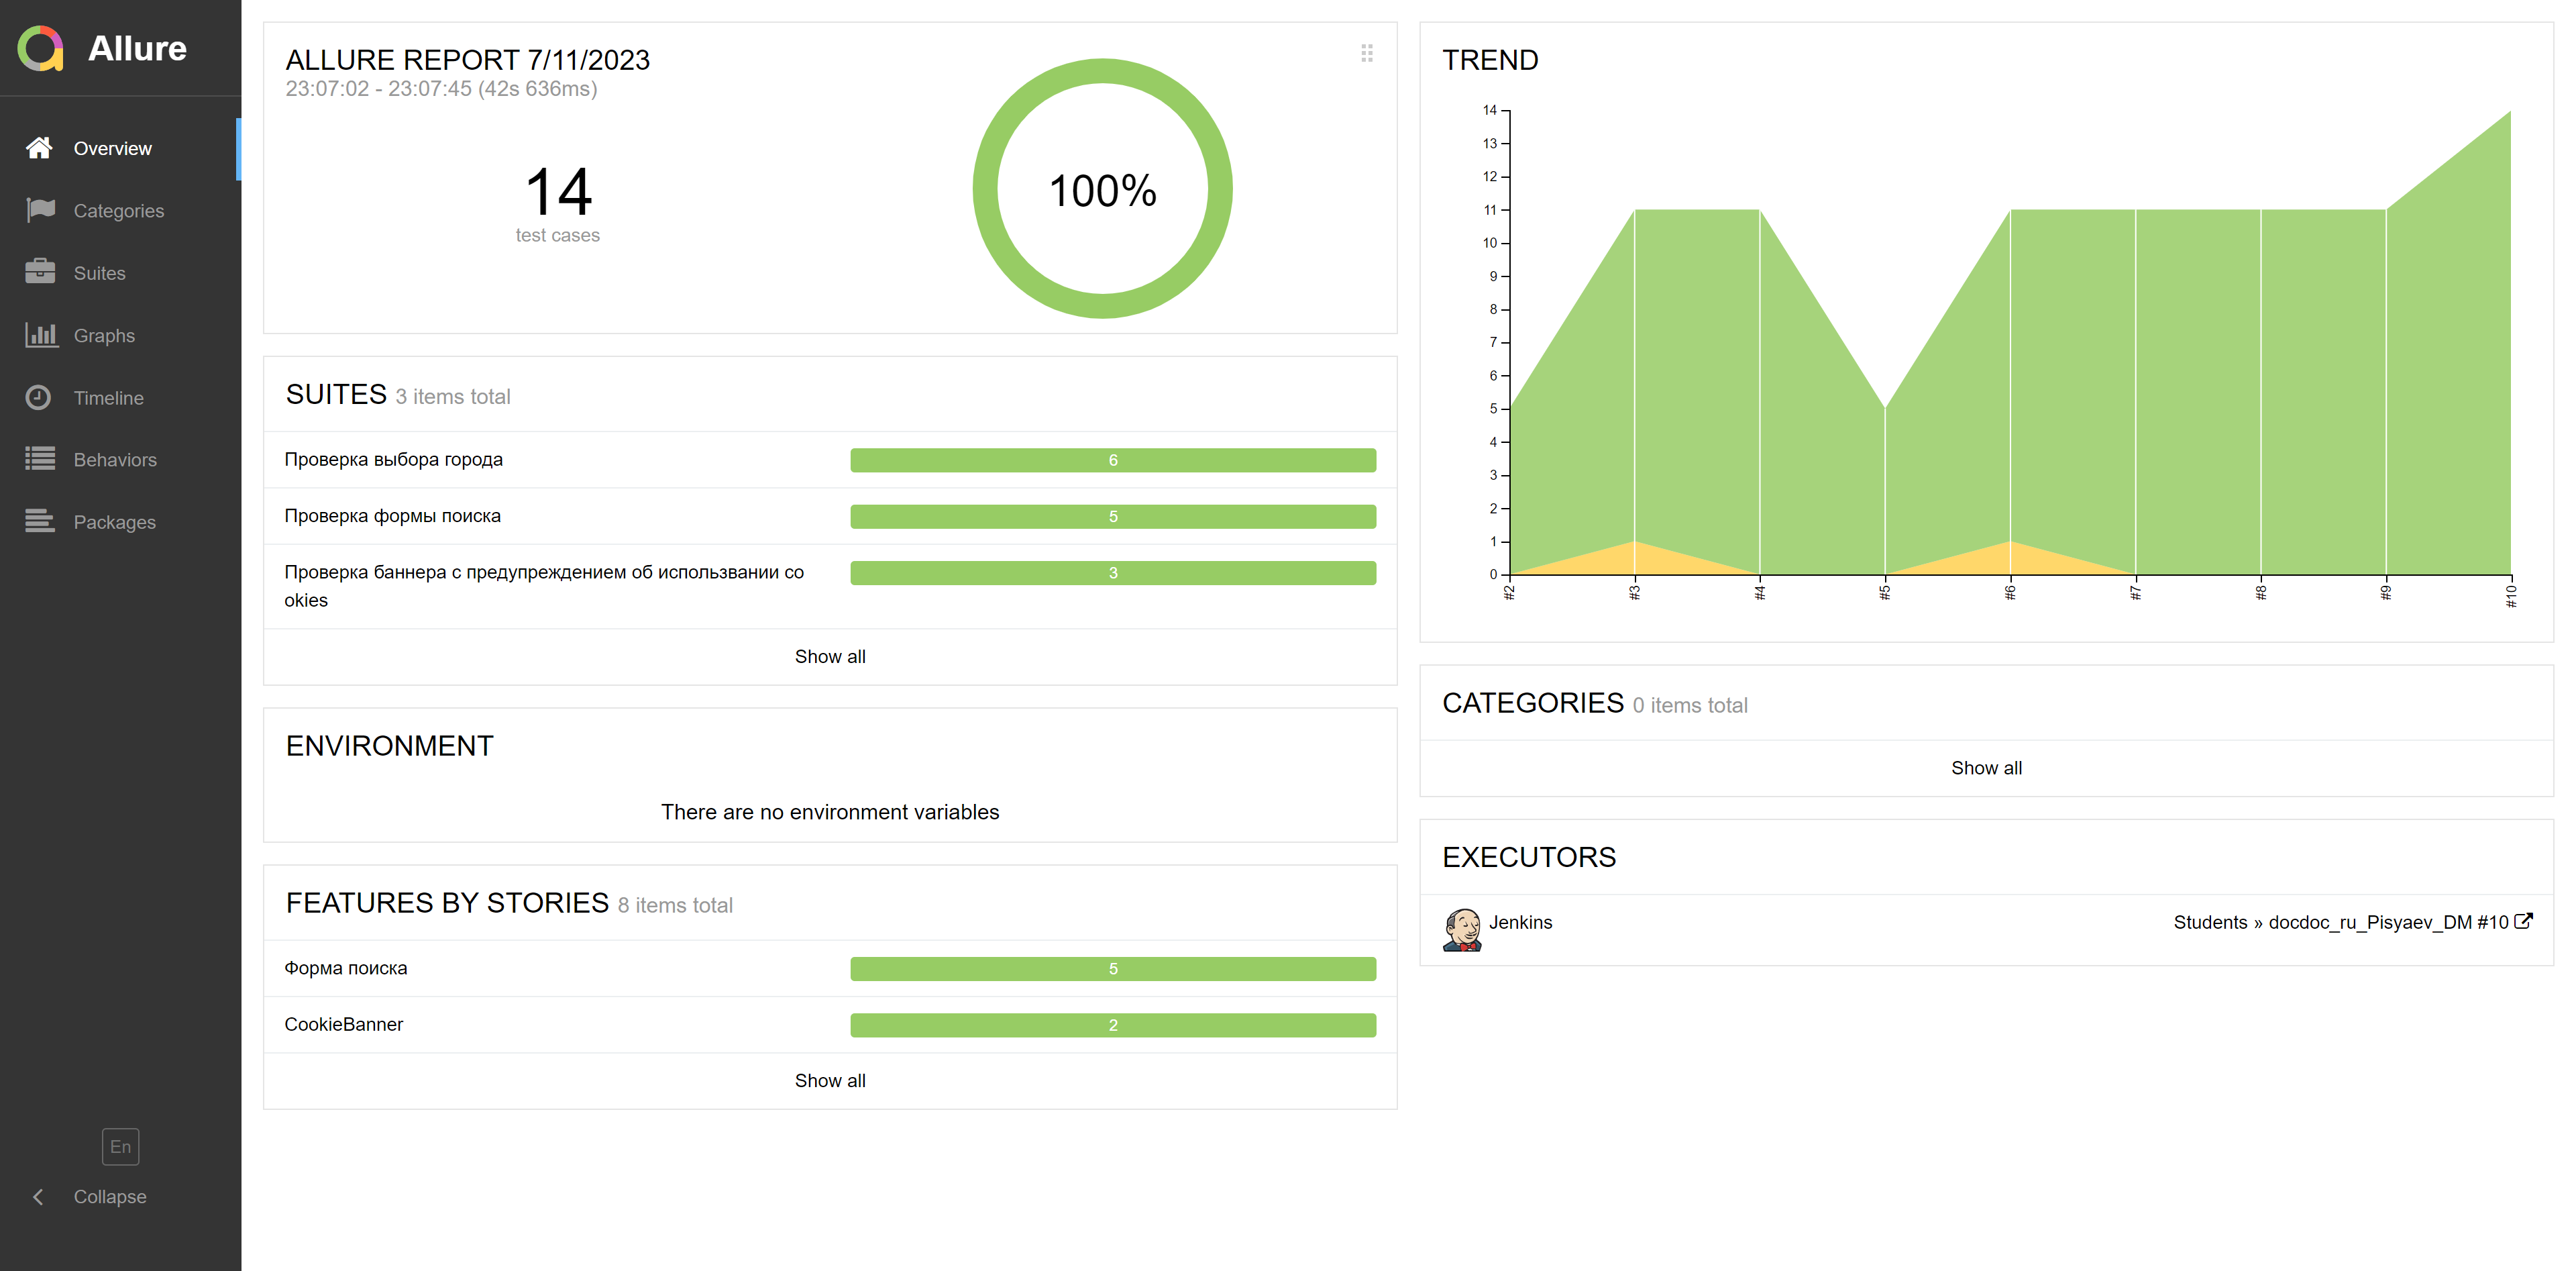 Allure
Overview
Categories
Suites
Graphs
Timeline
Behaviors
Packages
En
Collapse
ALLURE REPORT 7/11/2023
23:07:02 - 23:07:45 (42s 636ms)
14
test cases
100%
SUITES 3 items total
Проверка выбора города
6
Проверка формы поиска
5
Проверка баннера с предупреждением об использвании со
okies
3
Show all
ENVIRONMENT
There are no environment variables
FEATURES BY STORIES 8 items total
Форма поиска
5
CookieBanner
2
Show all
TREND
14
13
12
11
10
9
8
7
6
5
4
3
2
1
0
#2
#3
#4
#5
#6
#7
#8
#9
#10
CATEGORIES 0 items total
Show all
EXECUTORS
Jenkins
Students » docdoc_ru_Pisyaev_DM #10